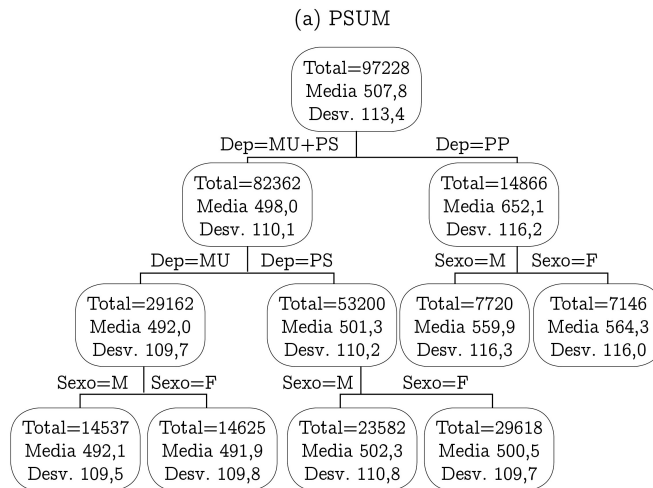 (a) PSUM
Total=97228
Media 507,8
Desv. 113,4
Dep=MU+PS
Dep=PP
Total=82362
Media 498,0
Desv. 110,1
Total=14866
Media 652,1
Desv. 116,2
Dep=MU
Dep=PS
Sexo=M
Sexo=F
Total=29162
Media 492,0
Desv. 109,7
Total=53200
Media 501,3
Desv. 110,2
Total=7720
Media 559,9
Desv. 116,3
Total=7146
Media 564,3
Desv. 116,0
Sexo=M
Sexo=F
Sexo=M
Sexo=F
Total=14537
Media 492,1
Desv. 109,5
Total=14625
Media 491,9
Desv. 109,8
Total=23582
Media 502,3
Desv. 110,8
Total=29618
Media 500,5
Desv. 109,7